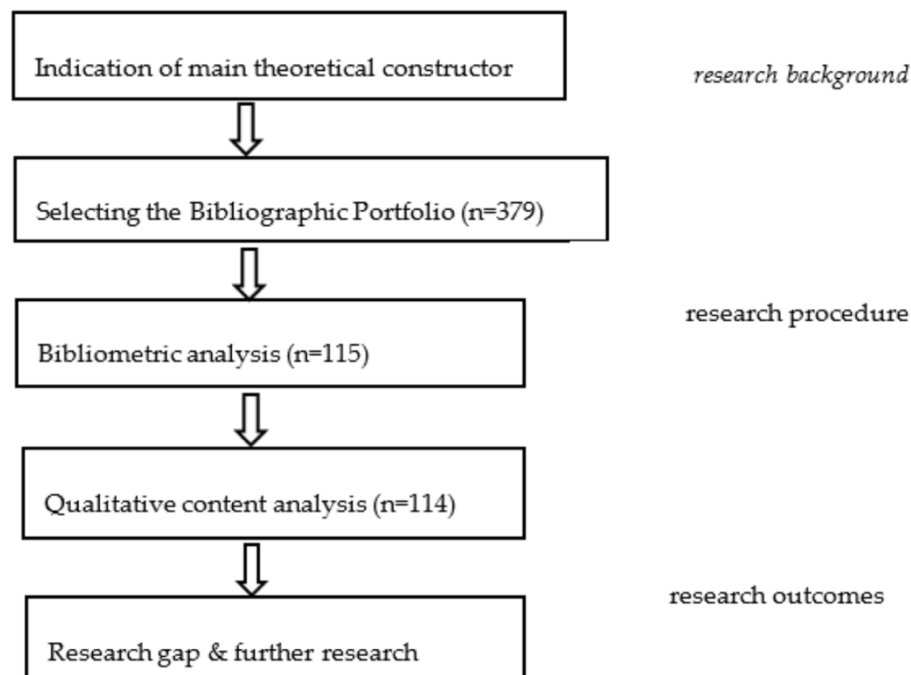 Indication of main theoretical constructor
research background
Selecting the Bibliographic Portfolio (n=379)
research procedure
Bibliometric analysis (n=115)
Qualitative content analysis (n=114)
research outcomes
Research gap & further research